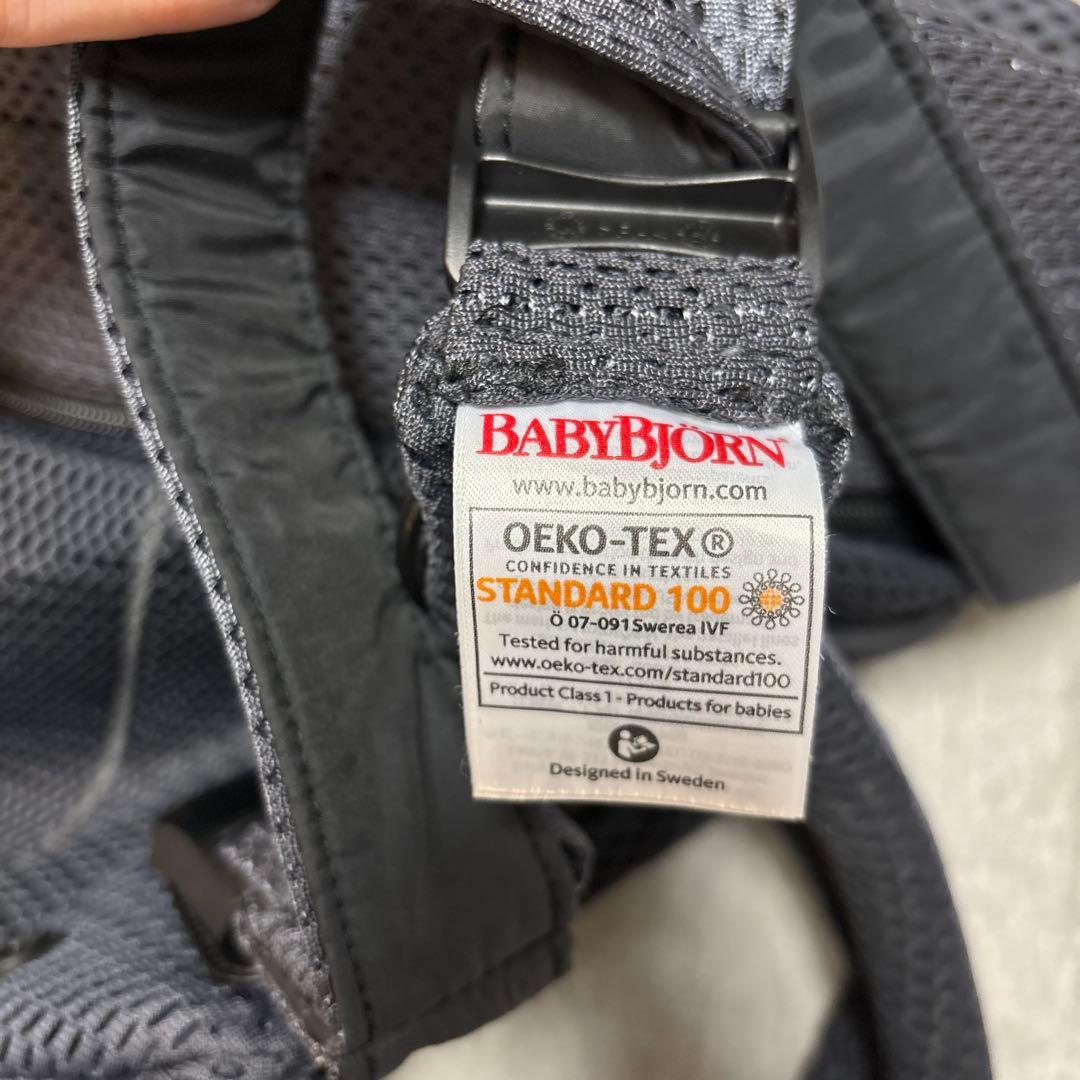 BABYBJÖRN
www.babybjorn.com
OEKO-TEX®
CONFIDENCE IN TEXTILES
STANDARD 100
Ö 07-091 Swerea IVF
Tested for harmful substances.
www.oeko-tex.com/standard100
Product Class 1 - Products for babies
Designed in Sweden